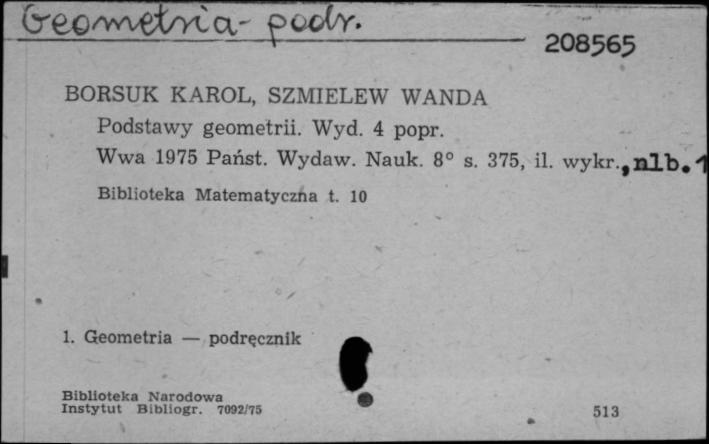 Geometria - podr.
208565
BORSUK KAROL, SZMIELEW WANDA
Podstawy geometrii. Wyd. 4 popr.
Wwa 1975 Państ. Wydaw. Nauk. 8° s. 375, il. wykr., nlb. 1
Biblioteka Matematyczna t. 10
1. Geometria — podręcznik
Biblioteka Narodowa
Instytut Bibliogr. 7092/75
513